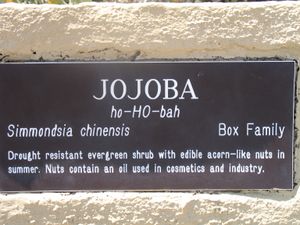 JOJOBA
ho-HO-bah
Simmondsia chinensis Box Family
Drought resistant evergreen shrub with edible acorn-like nuts in
summer. Nuts contain an oil used in cosmetics and industry.